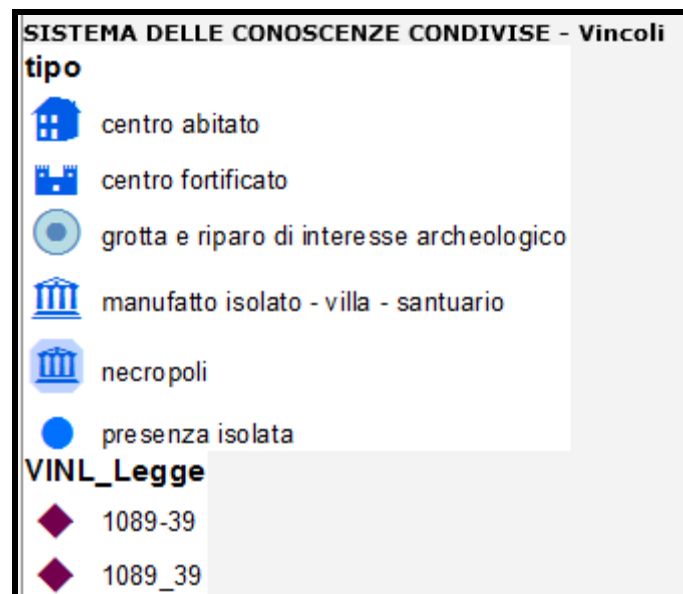 SISTEMA DELLE CONOSCENZE CONDIVISE - Vincoli
tipo
centro abitato
centro fortificato
grotta e riparo di interesse archeologico
manufatto isolato - villa - santuario
necropoli
presenza isolata
VINL_Legge
1089-39
1089_39